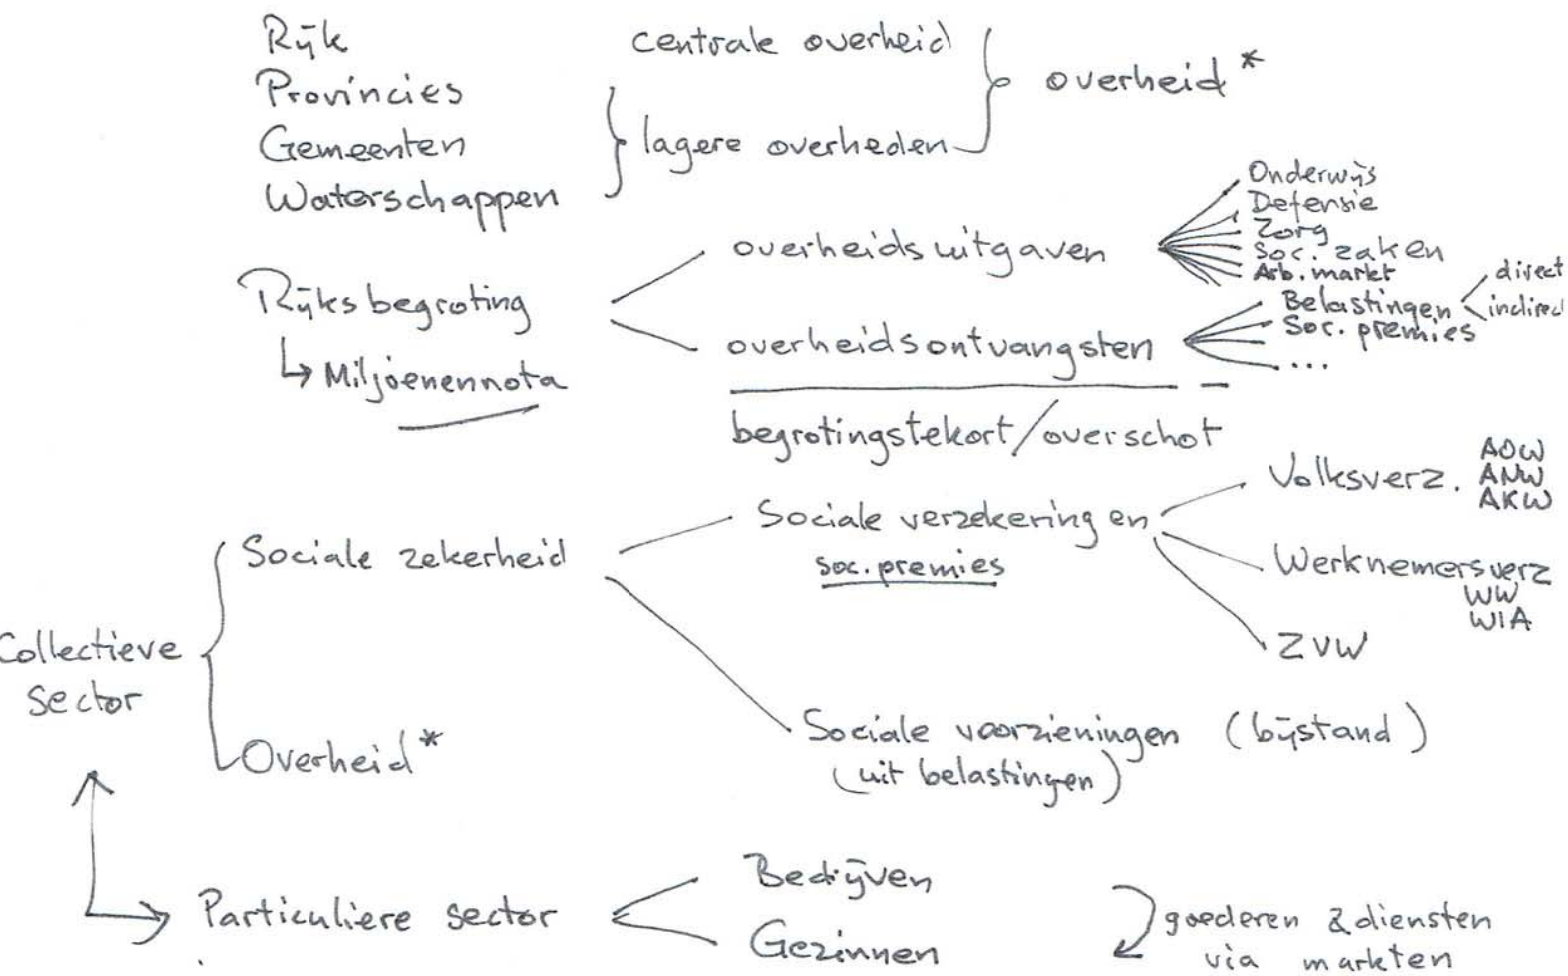 Rijk centrale overheid
Provincies overheid*
Gemeenten lagere overheden
Waterschappen
Onderwijs
Defensie
Zorg
overheidsuitgaven Soc. zaken
Arb. markt
direct
Rijksbegroting Belastingen indirect
Soc. premies
overheidsontvangsten ...
Miljoenennota
begrotingstekort/overschot
Volksverz. AOW
ANW
AKW
Sociale verzekeringen
Sociale zekerheid soc. premies
Werknemersverz
WW
WIA
Collectieve ZVW
sector
Sociale voorzieningen (bijstand)
Overheid* (uit belastingen)
Bedrijven
Particuliere sector goederen & diensten
Gezinnen via markten